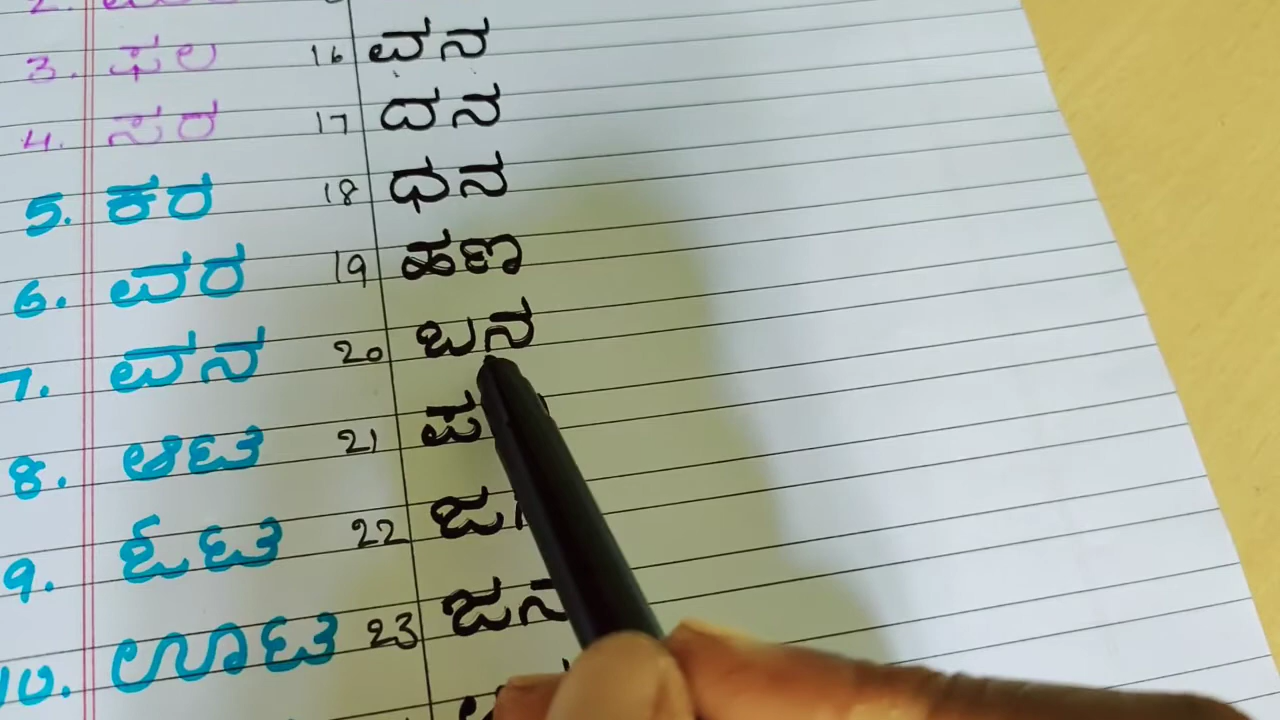 3. ಫಲ
4. ಸರ
5. ಕರ
6. ವರ
7. ವನ
8. ಆಟ
9. ಓಟ
10. ಊಟ
16 ವನ
17 ದನ
18 ಧನ
19 ಹಣ
20 ಬನ
21
22
23 ಜನ